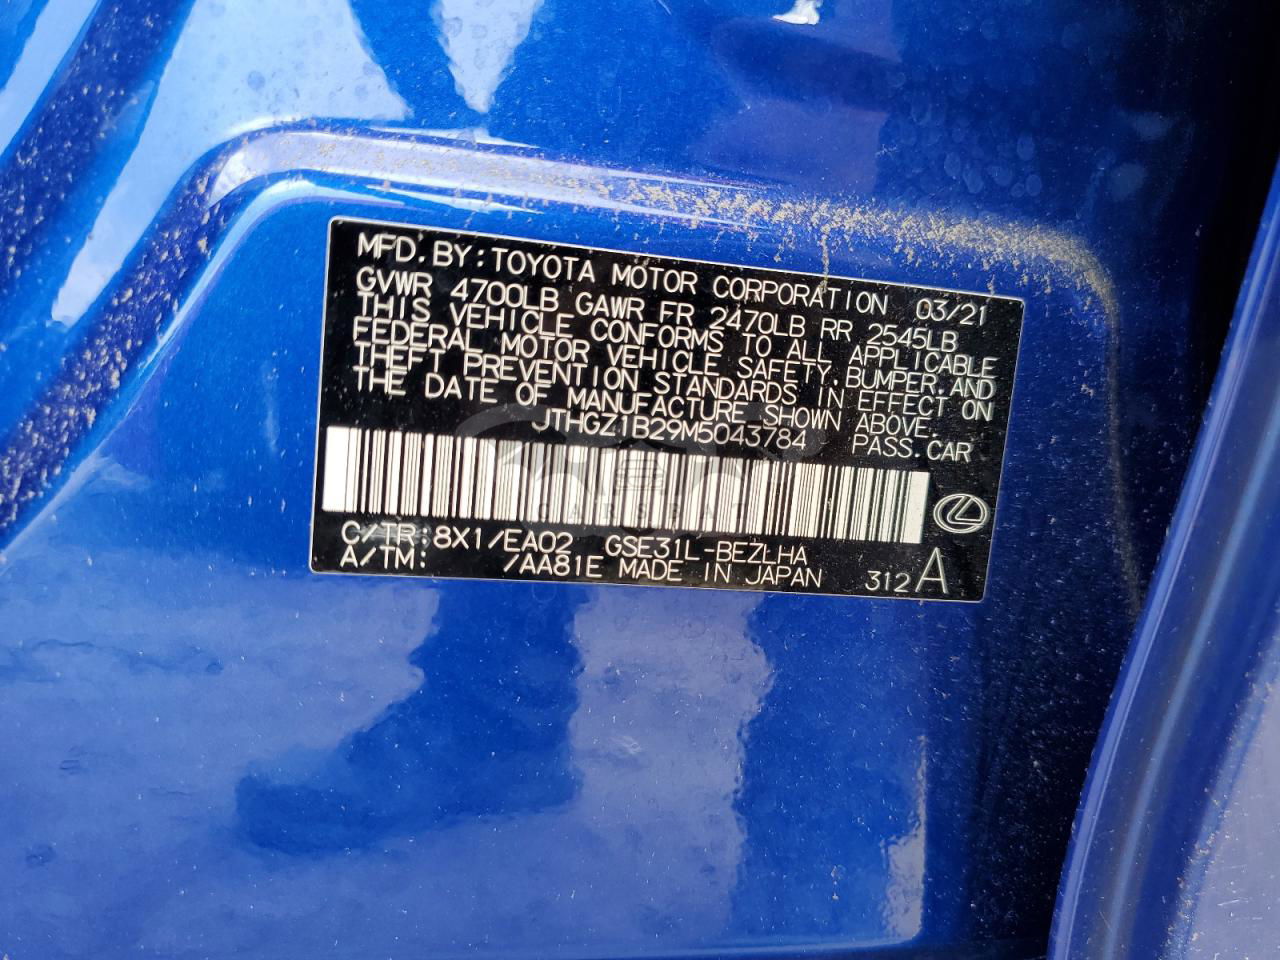 MFD.BY:TOYOTA MOTOR CORPORATION 03/21
GVWR 4700LB GAWR FR 2470LB RR 2545LB
THIS VEHICLE CONFORMS TO ALL APPLICABLE
FEDERAL MOTOR VEHICLE SAFETY,BUMPER,AND
THEFT PREVENTION STANDARDS IN EFFECT ON
THE DATE OF MANUFACTURE SHOWN ABOVE.
JTHGZ1B29M5043784 PASS.CAR
CARSBAT
C/TR:8X1/EA02 GSE31L-BEZLHA
A/TM: /AA81E MADE IN JAPAN 312A